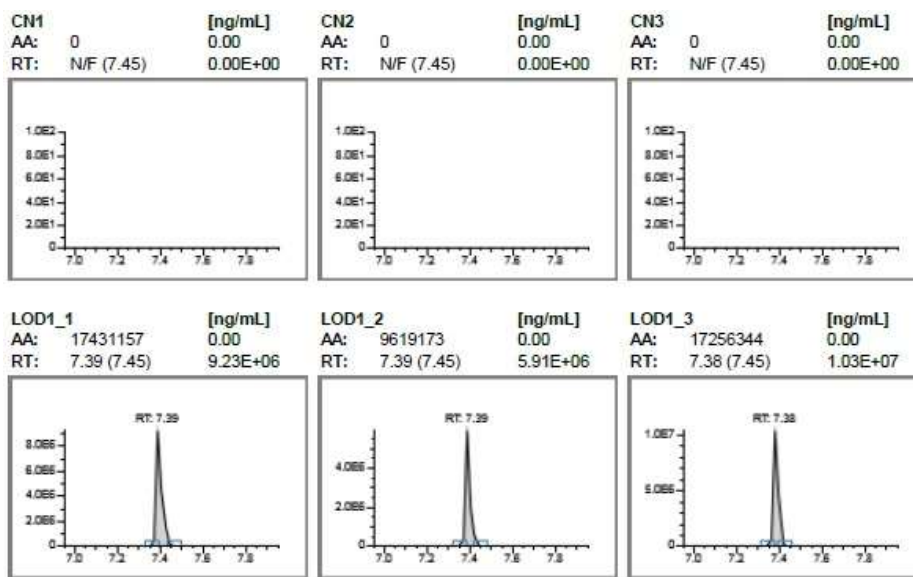 CN1 [ng/mL] CN2 [ng/mL] CN3 [ng/mL]
AA: 0 0.00 AA: 0 0.00 AA: 0 0.00
RT: N/F (7.45) 0.00E+00 RT: N/F (7.45) 0.00E+00 RT: N/F (7.45) 0.00E+00
1.0E2 1.0E2 1.0E2
8.0E1 8.0E1 8.0E1
6.0E1 6.0E1 6.0E1
4.0E1 4.0E1 4.0E1
2.0E1 2.0E1 2.0E1
0 0 0
7.0 7.2 7.4 7.6 7.8 7.0 7.2 7.4 7.6 7.8 7.0 7.2 7.4 7.6 7.8
LOD1_1 [ng/mL] LOD1_2 [ng/mL] LOD1_3 [ng/mL]
AA: 17431157 0.00 AA: 9619173 0.00 AA: 17256344 0.00
RT: 7.39 (7.45) 9.23E+06 RT: 7.39 (7.45) 5.91E+06 RT: 7.38 (7.45) 1.03E+07
RT: 7.39 RT: 7.39 RT: 7.38
8.0E6 1.0E7
6.0E6 4.0E6
4.0E6 5.0E6
2.0E6 2.0E6
0 0 0
7.0 7.2 7.4 7.6 7.8 7.0 7.2 7.4 7.6 7.8 7.0 7.2 7.4 7.6 7.8